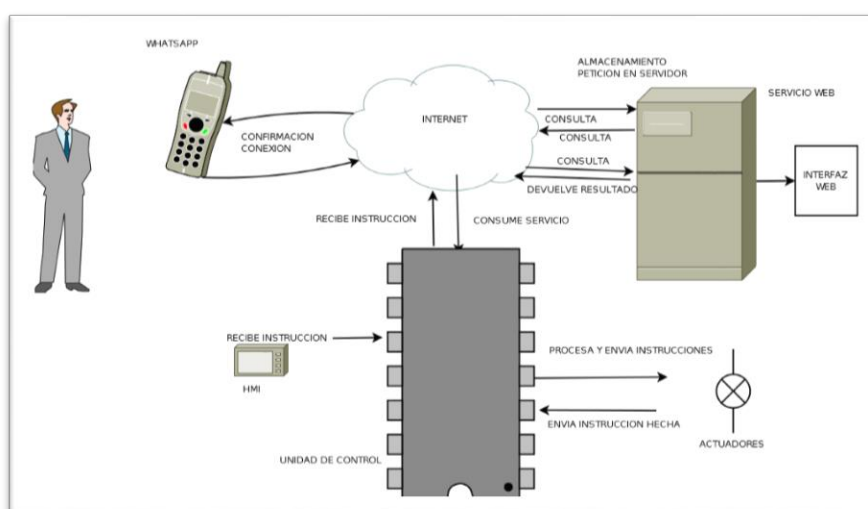 WHATSAPP
ALMACENAMIENTO
PETICION EN SERVIDOR
SERVICIO WEB
INTERNET
CONSULTA
CONSULTA
CONFIRMACION
CONEXION
CONSULTA
DEVUELVE RESULTADO
INTERFAZ
WEB
RECIBE INSTRUCCION
CONSUME SERVICIO
RECIBE INSTRUCCION
HMI
PROCESA Y ENVIA INSTRUCCIONES
ENVIA INSTRUCCION HECHA
ACTUADORES
UNIDAD DE CONTROL